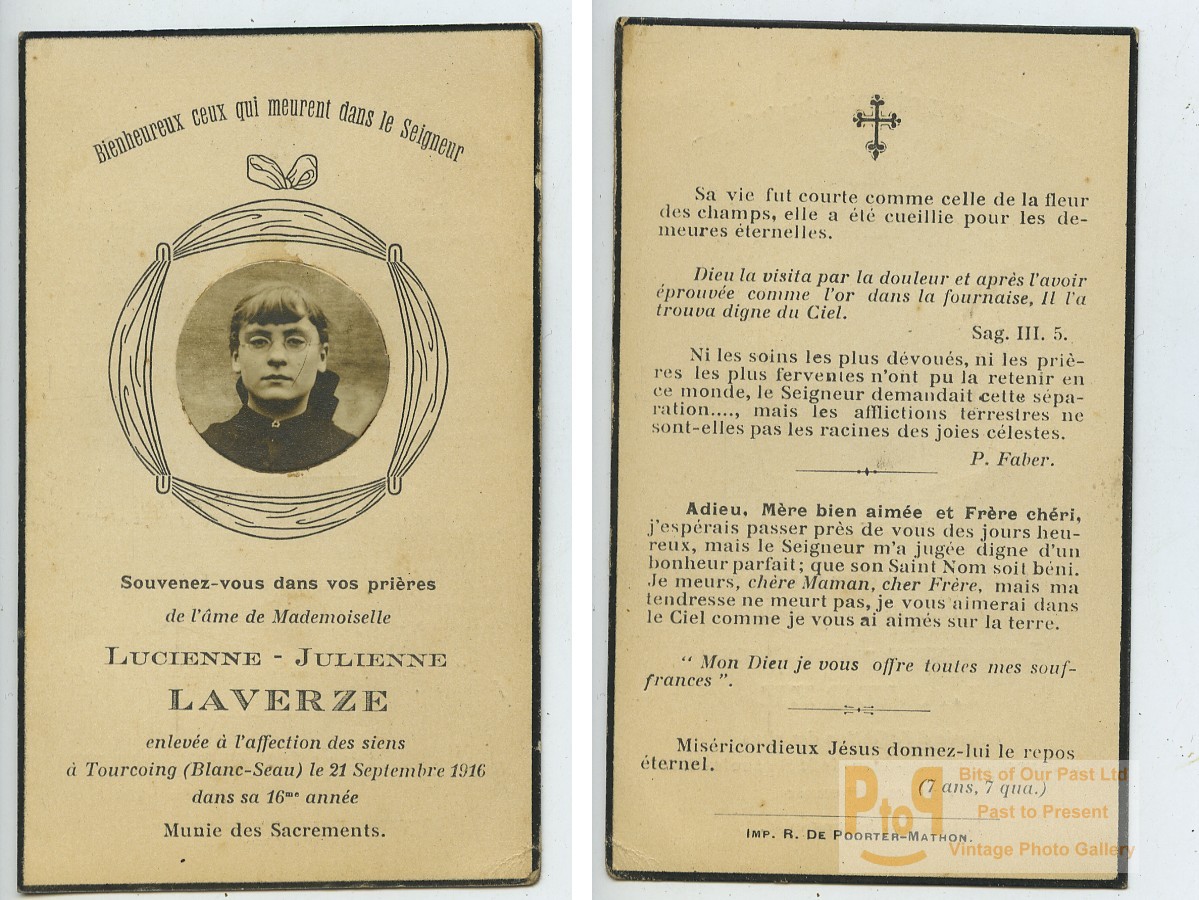 Bienheureux ceux qui meurent dans le Seigneur
Souvenez-vous dans vos prières
de l'âme de Mademoiselle
LUCIENNE - JULIENNE
LAVERZE
enlevée à l'affection des siens
à Tourcoing (Blanc-Seau) le 21 Septembre 1916
dans sa 16me année
Munie des Sacrements.
Sa vie fut courte comme celle de la fleur
des champs, elle a été cueillie pour les de-
meures éternelles.
Dieu la visita par la douleur et après l'avoir
éprouvée comme l'or dans la fournaise, Il l'a
trouva digne du Ciel.
Sag. III. 5.
Ni les soins les plus dévoués, ni les priè-
res les plus ferventes n'ont pu la retenir en
ce monde, le Seigneur demandait cette sépa-
ration...., mais les afflictions terrestres ne
sont-elles pas les racines des joies célestes.
P. Faber.
Adieu, Mère bien aimée et Frère chéri,
j'espérais passer près de vous des jours heu-
reux, mais le Seigneur m'a jugée digne d'un
bonheur parfait; que son Saint Nom soit béni.
Je meurs, chère Maman, cher Frère, mais ma
tendresse ne meurt pas, je vous aimerai dans
le Ciel comme je vous ai aimés sur la terre.
“ Mon Dieu je vous offre toutes mes souf-
frances ”.
Miséricordieux Jésus donnez-lui le repos
éternel.
(7 ans, 7 qua.)
IMP. R. DE POORTER-MATHON.
PtoP
Bits of Our Past Ltd
Past to Present
Vintage Photo Gallery